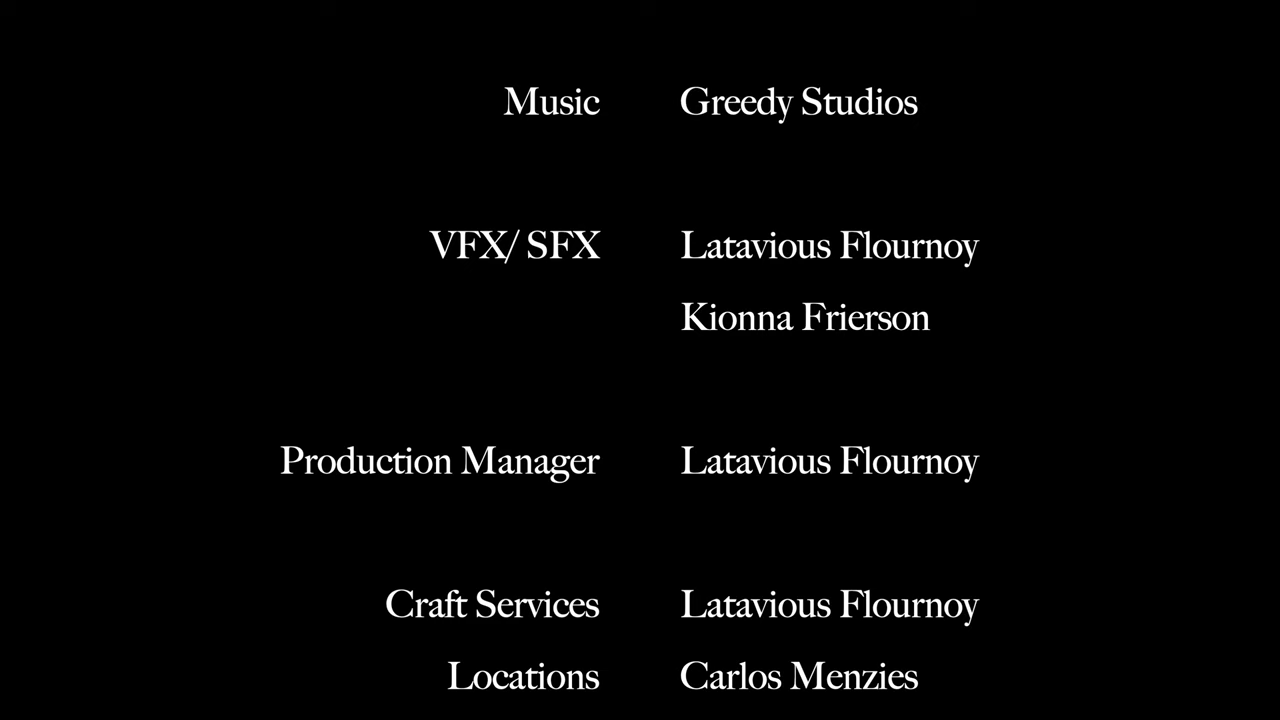 Music Greedy Studios
VFX/ SFX Latavious Flournoy
Kionna Frierson
Production Manager Latavious Flournoy
Craft Services Latavious Flournoy
Locations Carlos Menzies